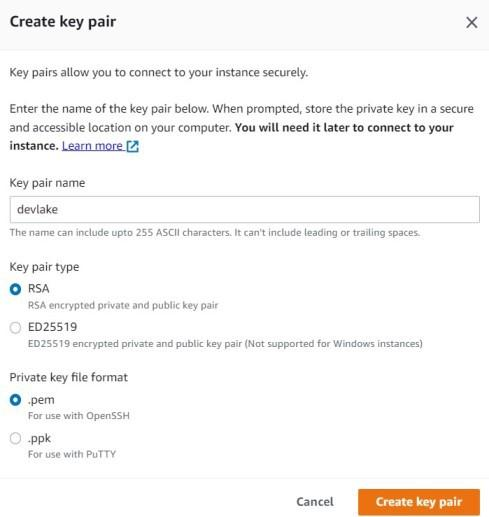 Create key pair
Key pairs allow you to connect to your instance securely.
Enter the name of the key pair below. When prompted, store the private key in a secure
and accessible location on your computer. You will need it later to connect to your
instance. Learn more
Key pair name
devlake
The name can include upto 255 ASCII characters. It can't include leading or trailing spaces.
Key pair type
RSA
RSA encrypted private and public key pair
ED25519
ED25519 encrypted private and public key pair (Not supported for Windows instances)
Private key file format
.pem
For use with OpenSSH
.ppk
For use with PuTTY
Cancel
Create key pair